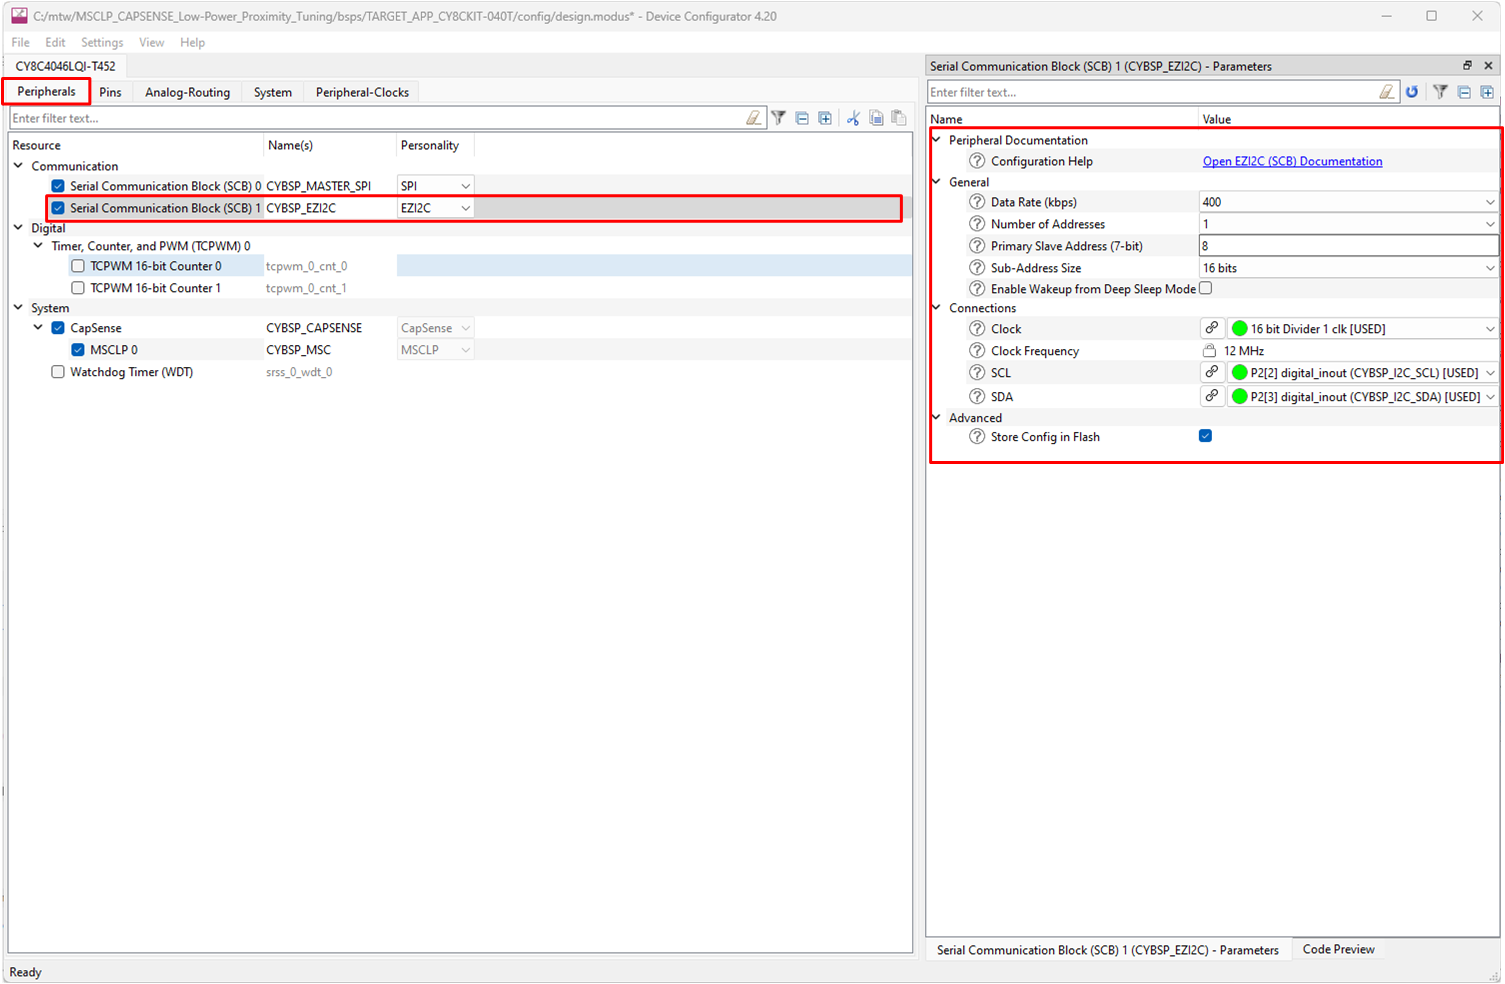 C:/mtw/MSCLP_CAPSENSE_Low-Power_Proximity_Tuning/bsps/TARGET_APP_CY8CKIT-040T/config/design.modus* - Device Configurator 4.20
File Edit Settings View Help
CY8C4046LQI-T452
Peripherals Pins Analog-Routing System Peripheral-Clocks
Enter filter text...
Resource Name(s) Personality
Communication
Serial Communication Block (SCB) 0 CYBSP_MASTER_SPI SPI
Serial Communication Block (SCB) 1 CYBSP_EZI2C EZI2C
Digital
Timer, Counter, and PWM (TCPWM) 0
TCPWM 16-bit Counter 0 tcpwm_0_cnt_0
TCPWM 16-bit Counter 1 tcpwm_0_cnt_1
System
CapSense CYBSP_CAPSENSE CapSense
MSCLP 0 CYBSP_MSC MSCLP
Watchdog Timer (WDT) srss_0_wdt_0
Serial Communication Block (SCB) 1 (CYBSP_EZI2C) - Parameters
Enter filter text...
Name Value
Peripheral Documentation
Configuration Help Open EZI2C (SCB) Documentation
General
Data Rate (kbps) 400
Number of Addresses 1
Primary Slave Address (7-bit) 8
Sub-Address Size 16 bits
Enable Wakeup from Deep Sleep Mode
Connections
Clock 16 bit Divider 1 clk [USED]
Clock Frequency 12 MHz
SCL P2[2] digital_inout (CYBSP_I2C_SCL) [USED]
SDA P2[3] digital_inout (CYBSP_I2C_SDA) [USED]
Advanced
Store Config in Flash
Serial Communication Block (SCB) 1 (CYBSP_EZI2C) - Parameters Code Preview
Ready